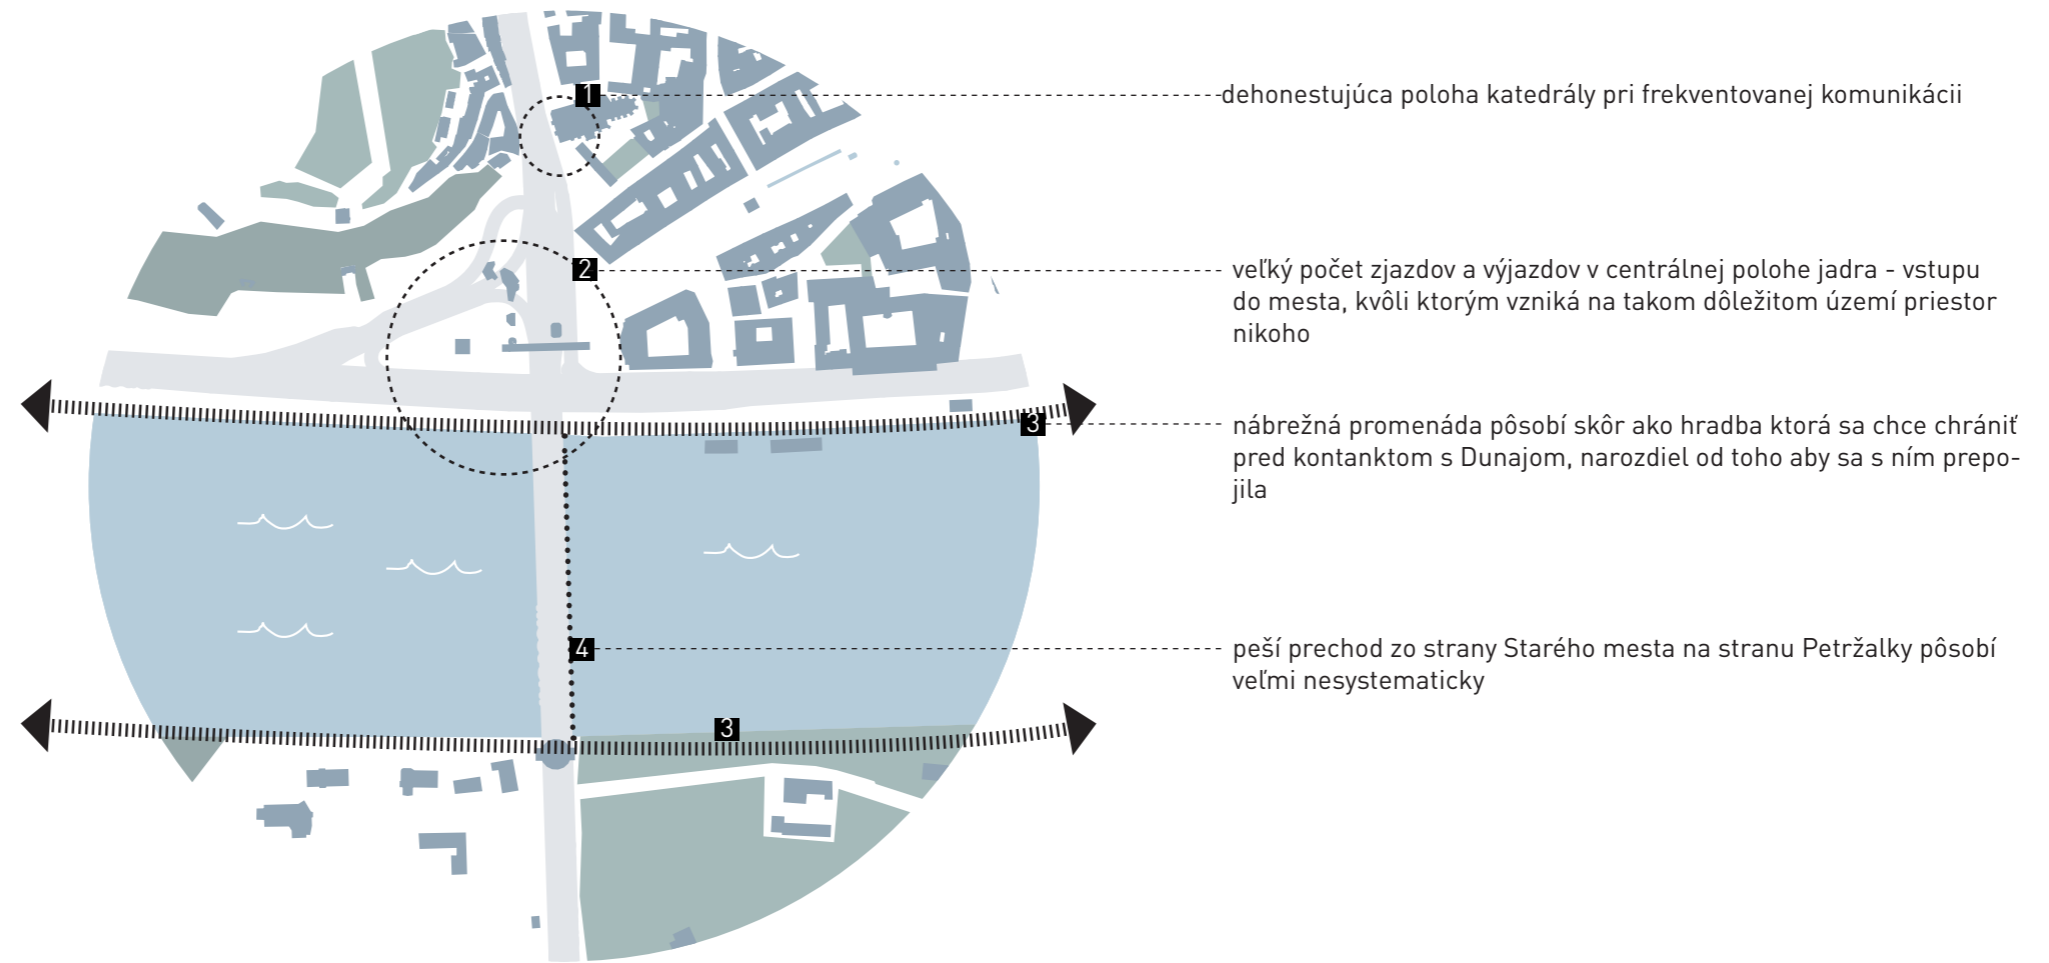 1
dehonestujúca poloha katedrály pri frekventovanej komunikácii
2
veľký počet zjazdov a výjazdov v centrálnej polohe jadra - vstupu
do mesta, kvôli ktorým vzniká na takom dôležitom území priestor
nikoho
3
nábrežná promenáda pôsobí skôr ako hradba ktorá sa chce chrániť
pred kontanktom s Dunajom, narozdiel od toho aby sa s ním prepo-
jila
4
peší prechod zo strany Starého mesta na stranu Petržalky pôsobí
veľmi nesystematicky
3